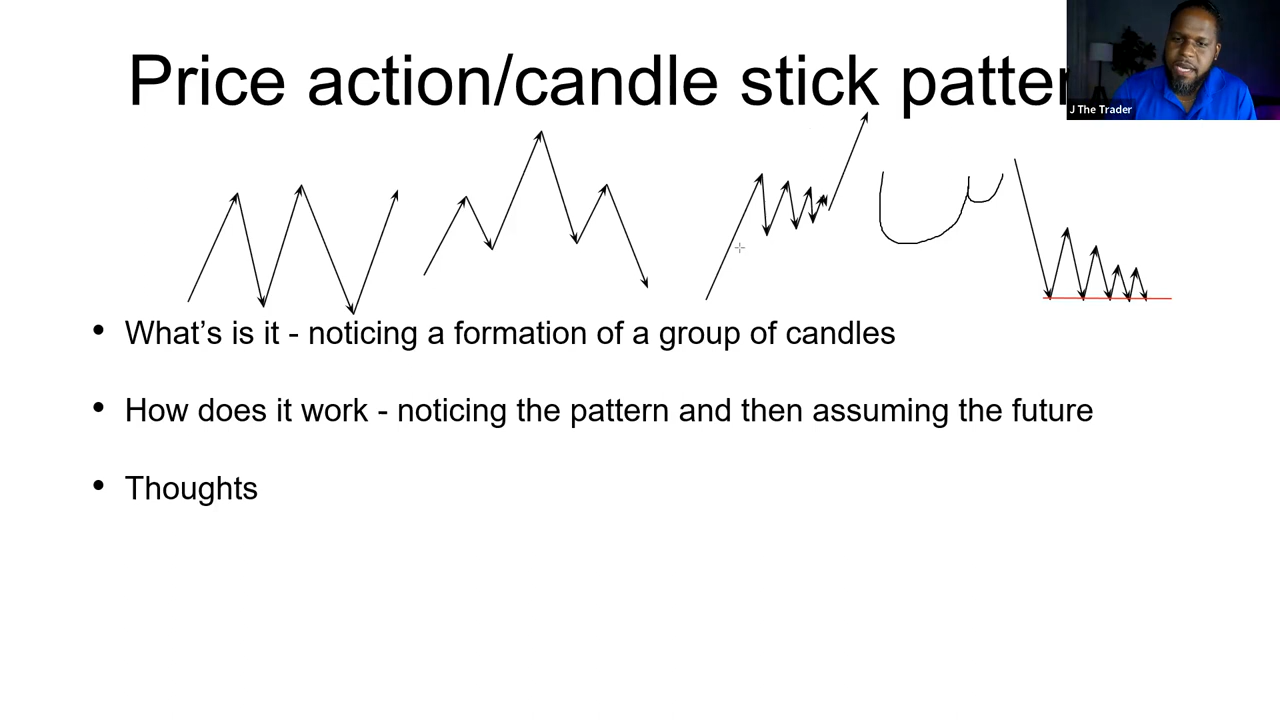 Price action/candle stick patter
J The Trader
• What’s is it - noticing a formation of a group of candles
• How does it work - noticing the pattern and then assuming the future
• Thoughts